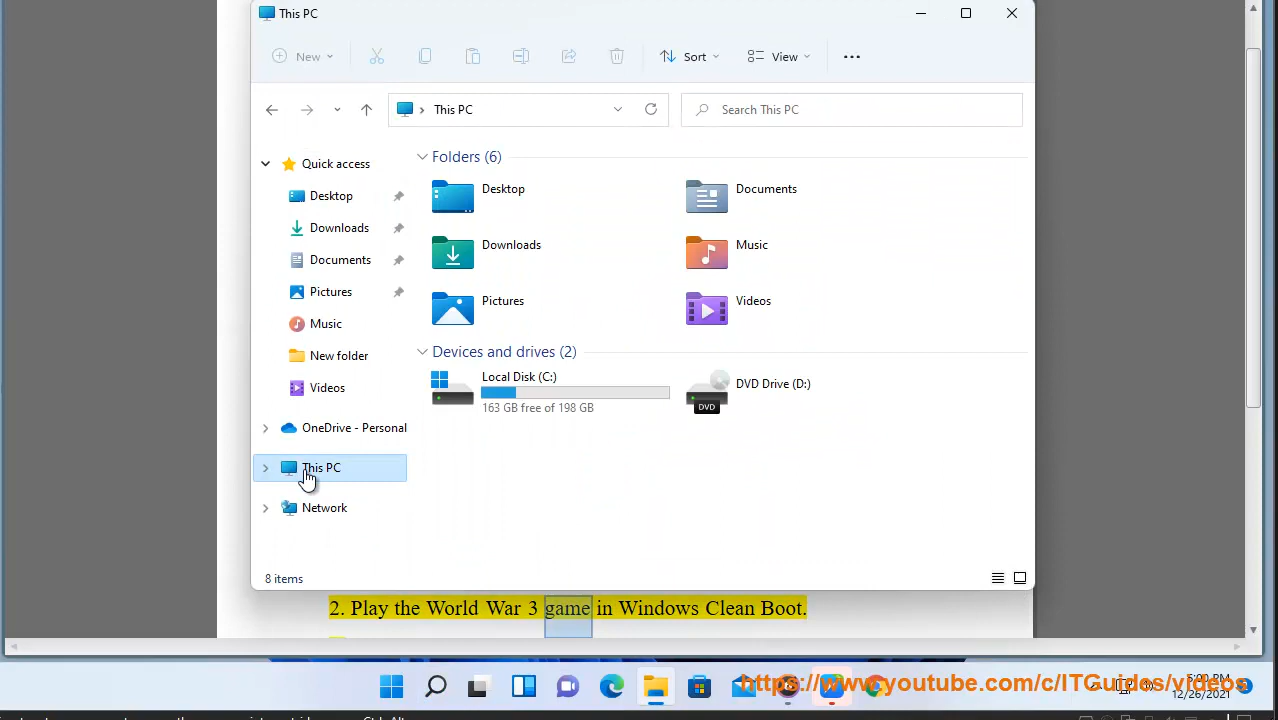 This PC
New
Sort
View
This PC
Search This PC
Quick access
Desktop
Downloads
Documents
Pictures
Music
New folder
Videos
OneDrive - Personal
This PC
Network
Folders (6)
Desktop
Documents
Downloads
Music
Pictures
Videos
Devices and drives (2)
Local Disk (C:)
163 GB free of 198 GB
DVD Drive (D:)
DVD
8 items
2. Play the World War 3 game in Windows Clean Boot.
https://www.youtube.com/c/ITGuides/videos
5:00 PM
12/26/2021